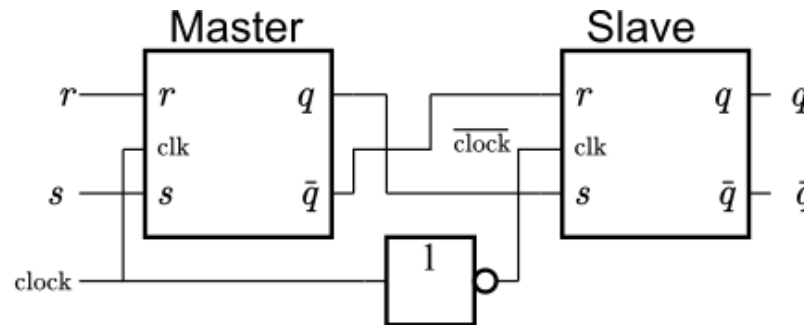 Master Slave
r r q r q q
clk clock̅ clk
s s q̄ s q̄ q̄
clock 1